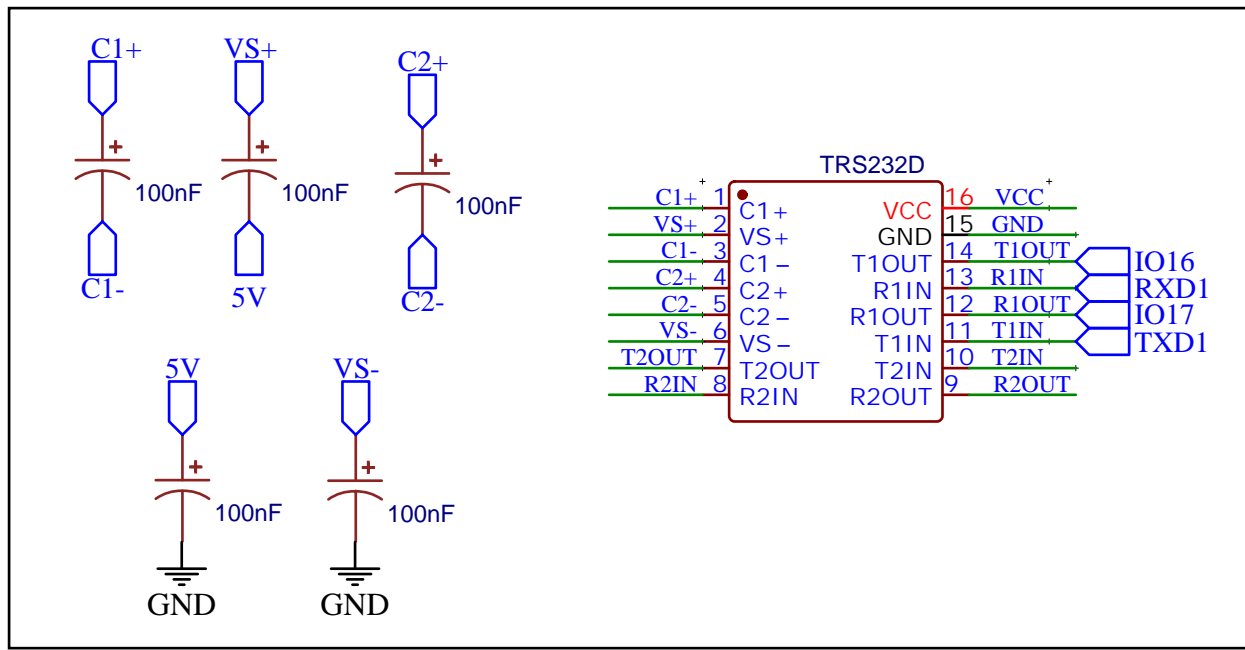 C1+
VS+
C2+
+
+
+
100nF
100nF
100nF
C1-
5V
C2-
5V
VS-
+
+
100nF
100nF
GND
GND
TRS232D
C1+ 1 C1+ VCC 16 VCC
VS+ 2 VS+ GND 15 GND
C1- 3 C1- T1OUT 14 T1OUT IO16
C2+ 4 C2+ R1IN 13 R1IN RXD1
C2- 5 C2- R1OUT 12 R1OUT IO17
VS- 6 VS- T1IN 11 T1IN TXD1
T2OUT 7 T2OUT T2IN 10 T2IN
R2IN 8 R2IN R2OUT 9 R2OUT